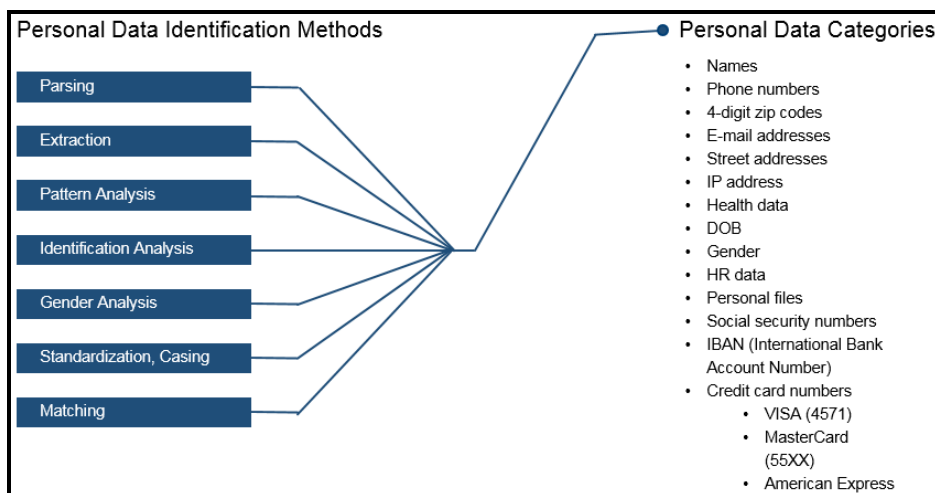 Personal Data Identification Methods
Parsing
Extraction
Pattern Analysis
Identification Analysis
Gender Analysis
Standardization, Casing
Matching
Personal Data Categories
• Names
• Phone numbers
• 4-digit zip codes
• E-mail addresses
• Street addresses
• IP address
• Health data
• DOB
• Gender
• HR data
• Personal files
• Social security numbers
• IBAN (International Bank
Account Number)
• Credit card numbers
• VISA (4571)
• MasterCard
(55XX)
• American Express